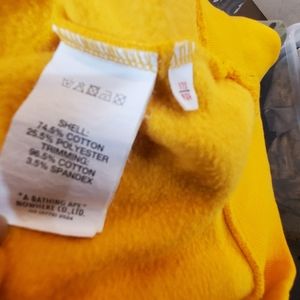 SHELL:
74.5% COTTON
25.5% POLYESTER
TRIMMING:
96.5% COTTON
3.5% SPANDEX
"A BATHING APE"
NOWHERE CO., LTD.